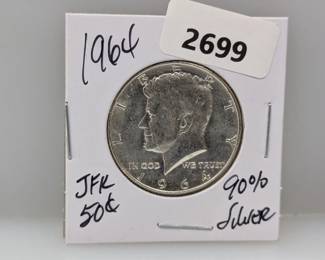 1964
2699
LIBERTY
IN GOD WE TRUST
1964
JFK
50¢
90%
Silver